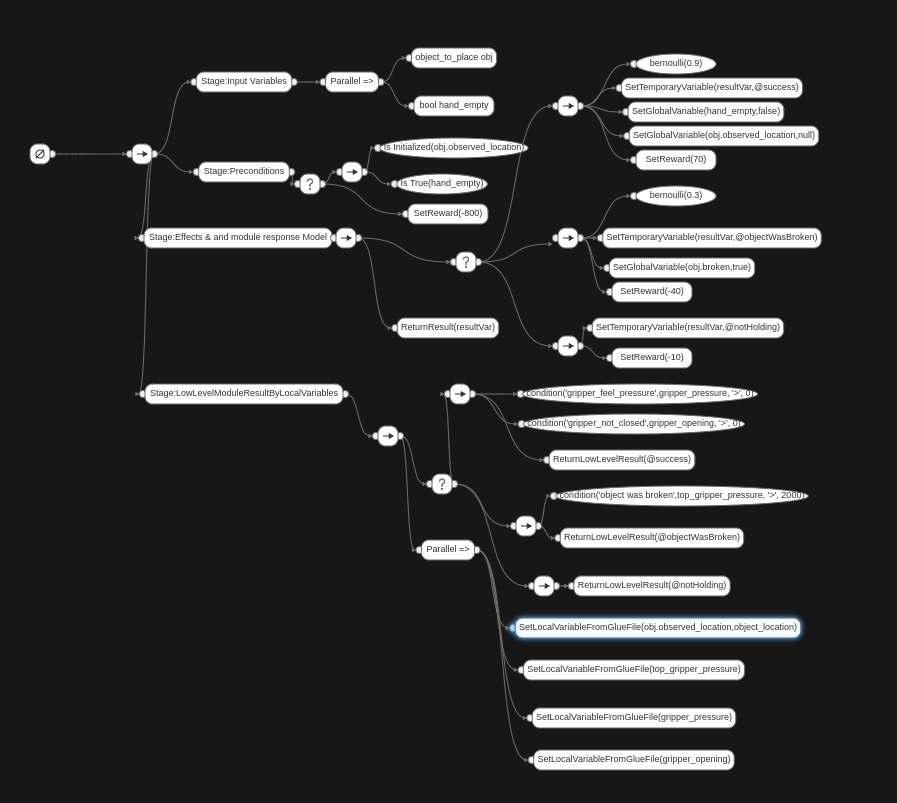 object_to_place obj
Stage:Input Variables
Parallel =>
bool hand_empty
bernoulli(0.9)
SetTemporaryVariable(resultVar,@success)
SetGlobalVariable(hand_empty,false)
SetGlobalVariable(obj.observed_location,null)
SetReward(70)
is Initialized(obj.observed_location)
Stage:Preconditions
?
is True(hand_empty)
SetReward(-800)
bernoulli(0.3)
Stage:Effects & and module response Model
SetTemporaryVariable(resultVar,@objectWasBroken)
?
SetGlobalVariable(obj.broken,true)
SetReward(-40)
ReturnResult(resultVar)
SetTemporaryVariable(resultVar,@notHolding)
SetReward(-10)
Stage:LowLevelModuleResultByLocalVariables
condition('gripper_feel_pressure',gripper_pressure, '>', 0)
condition('gripper_not_closed',gripper_opening, '>', 0)
ReturnLowLevelResult(@success)
?
condition('object was broken',top_gripper_pressure, '>', 2000)
ReturnLowLevelResult(@objectWasBroken)
Parallel =>
ReturnLowLevelResult(@notHolding)
SetLocalVariableFromGlueFile(obj.observed_location,object_location)
SetLocalVariableFromGlueFile(top_gripper_pressure)
SetLocalVariableFromGlueFile(gripper_pressure)
SetLocalVariableFromGlueFile(gripper_opening)